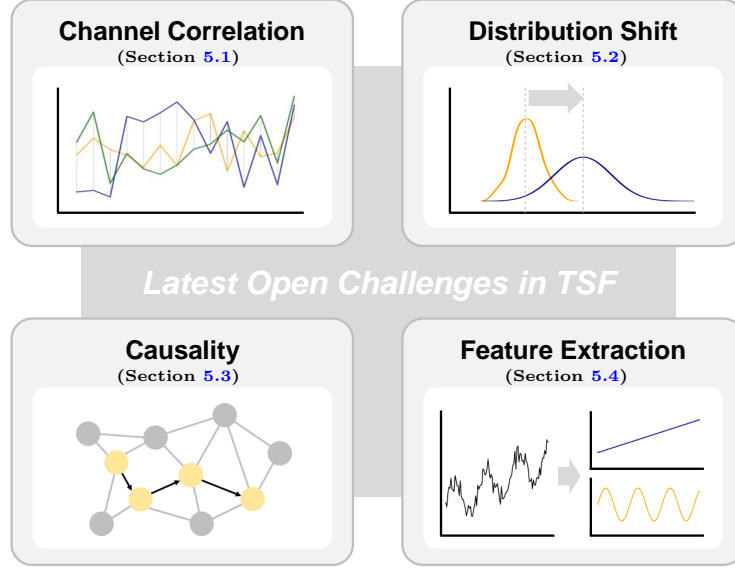 Channel Correlation
(Section 5.1)
Distribution Shift
(Section 5.2)
Latest Open Challenges in TSF
Causality
(Section 5.3)
Feature Extraction
(Section 5.4)